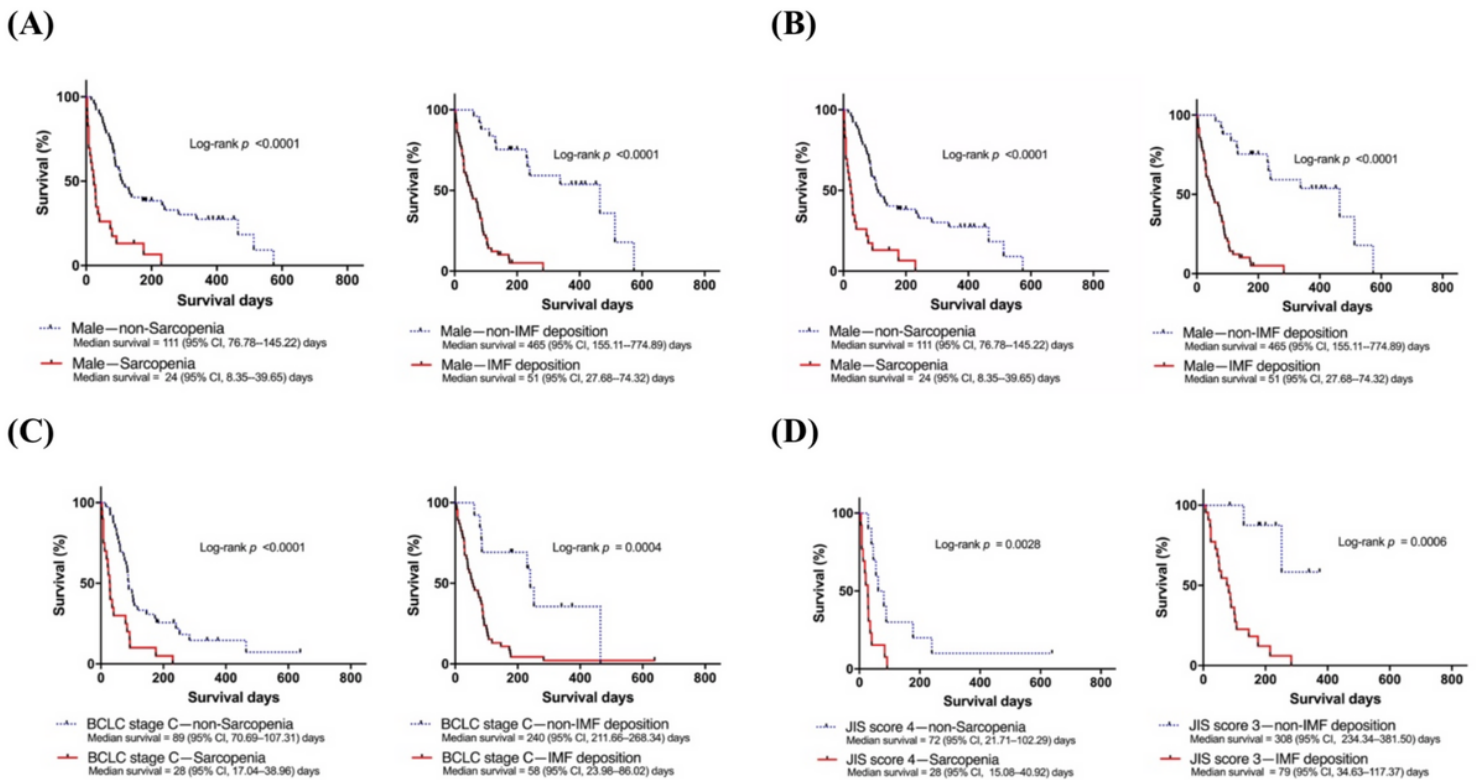 (A)
100
50
0
Survival (%)
Log-rank p <0.0001
0 200 400 600 800
Survival days
Male—non-Sarcopenia
Median survival = 111 (95% CI, 76.78–145.22) days
Male—Sarcopenia
Median survival = 24 (95% CI, 8.35–39.65) days
100
50
0
Survival (%)
Log-rank p <0.0001
0 200 400 600 800
Survival days
Male—non-IMF deposition
Median survival = 465 (95% CI, 155.11–774.89) days
Male—IMF deposition
Median survival = 51 (95% CI, 27.68–74.32) days
(B)
100
50
0
Survival (%)
Log-rank p <0.0001
0 200 400 600 800
Survival days
Male—non-Sarcopenia
Median survival = 111 (95% CI, 76.78–145.22) days
Male—Sarcopenia
Median survival = 24 (95% CI, 8.35–39.65) days
100
50
0
Survival (%)
Log-rank p <0.0001
0 200 400 600 800
Survival days
Male—non-IMF deposition
Median survival = 465 (95% CI, 155.11–774.89) days
Male—IMF deposition
Median survival = 51 (95% CI, 27.68–74.32) days
(C)
100
50
0
Survival (%)
Log-rank p <0.0001
0 200 400 600 800
Survival days
BCLC stage C—non-Sarcopenia
Median survival = 89 (95% CI, 70.69–107.31) days
BCLC stage C—Sarcopenia
Median survival = 28 (95% CI, 17.04–38.96) days
100
50
0
Survival (%)
Log-rank p = 0.0004
0 200 400 600 800
Survival days
BCLC stage C—non-IMF deposition
Median survival = 240 (95% CI, 211.66–268.34) days
BCLC stage C—IMF deposition
Median survival = 58 (95% CI, 23.98–86.02) days
(D)
100
50
0
Survival (%)
Log-rank p = 0.0028
0 200 400 600 800
Survival days
JIS score 4—non-Sarcopenia
Median survival = 72 (95% CI, 21.71–102.29) days
JIS score 4—Sarcopenia
Median survival = 28 (95% CI, 15.08–40.92) days
100
50
0
Survival (%)
Log-rank p = 0.0006
0 200 400 600 800
Survival days
JIS score 3—non-IMF deposition
Median survival = 308 (95% CI, 234.34–381.50) days
JIS score 3—IMF deposition
Median survival = 79 (95% CI, 34.63–117.37) days